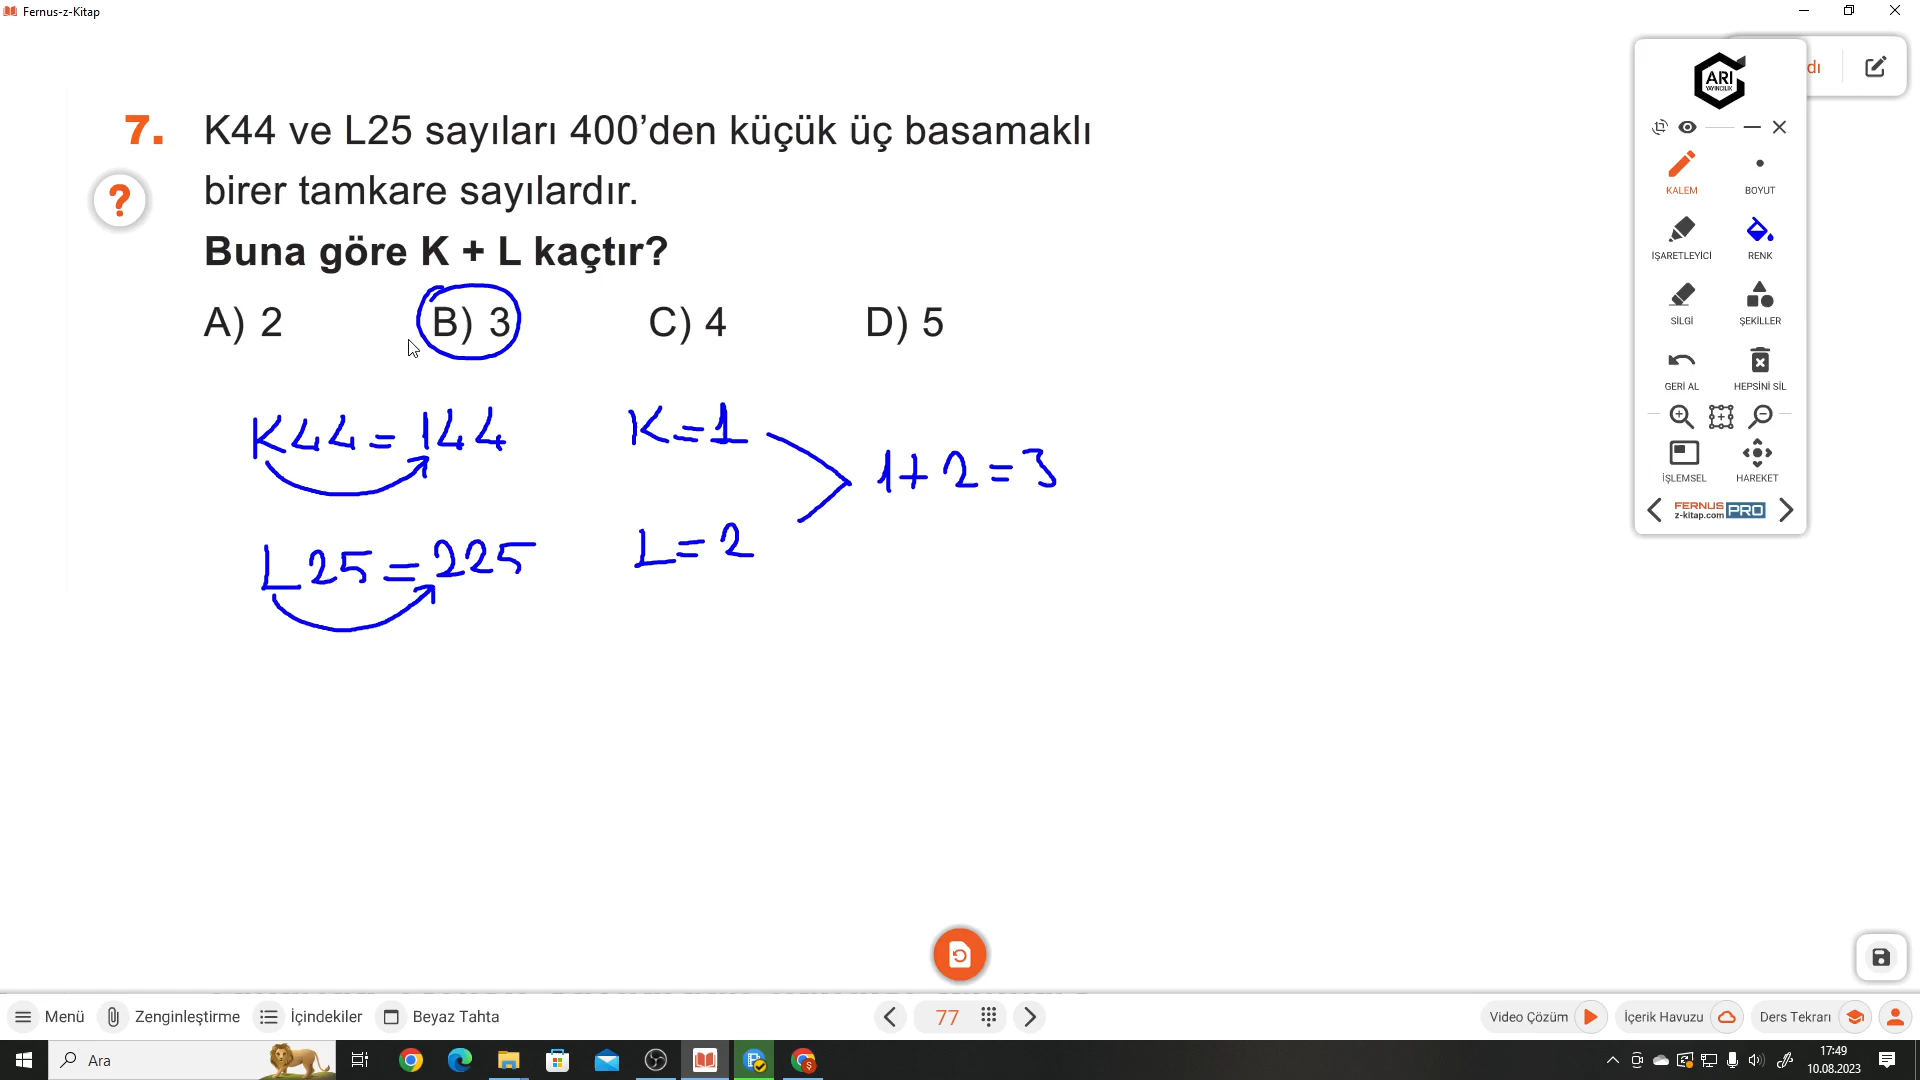 Fernus-z-Kitap
ARI
YAYINCILIK
dı
7. K44 ve L25 sayıları 400'den küçük üç basamaklı
birer tamkare sayılardır.
Buna göre K + L kaçtır?
?
A) 2 B) 3 C) 4 D) 5
K44=144
K=1
1+2=3
L25=225
L=2
KALEM BOYUT
İŞARETLEYİCİ RENK
SİLGİ ŞEKİLLER
GERİ AL HEPSİNİ SİL
İŞLEMSEL HAREKET
FERNUS
z-kitap.com PRO
Menü Zenginleştirme İçindekiler Beyaz Tahta 77 Video Çözüm İçerik Havuzu Ders Tekrarı
Ara
17:49
10.08.2023